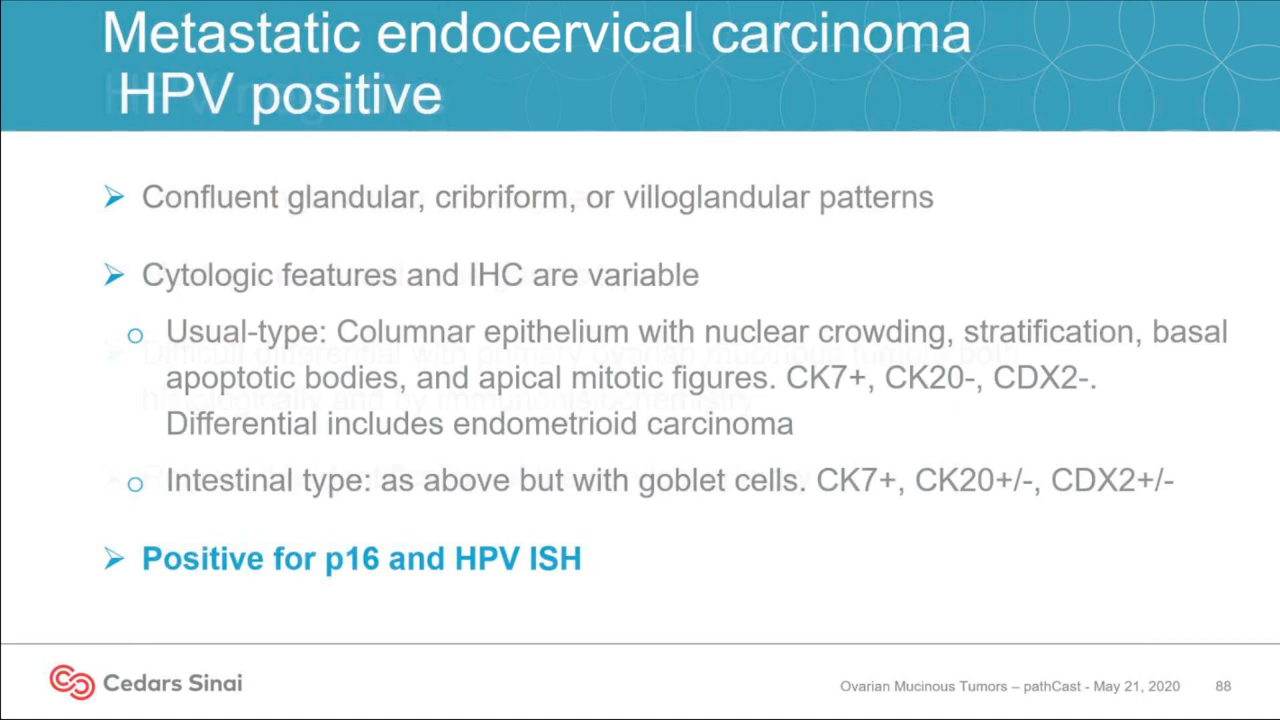 Metastatic endocervical carcinoma
HPV positive
➢ Confluent glandular, cribriform, or villoglandular patterns
➢ Cytologic features and IHC are variable
o Usual-type: Columnar epithelium with nuclear crowding, stratification, basal
apoptotic bodies, and apical mitotic figures. CK7+, CK20-, CDX2-.
Differential includes endometrioid carcinoma
o Intestinal type: as above but with goblet cells. CK7+, CK20+/-, CDX2+/-
➢ Positive for p16 and HPV ISH
Cedars Sinai
Ovarian Mucinous Tumors – pathCast - May 21, 2020 88